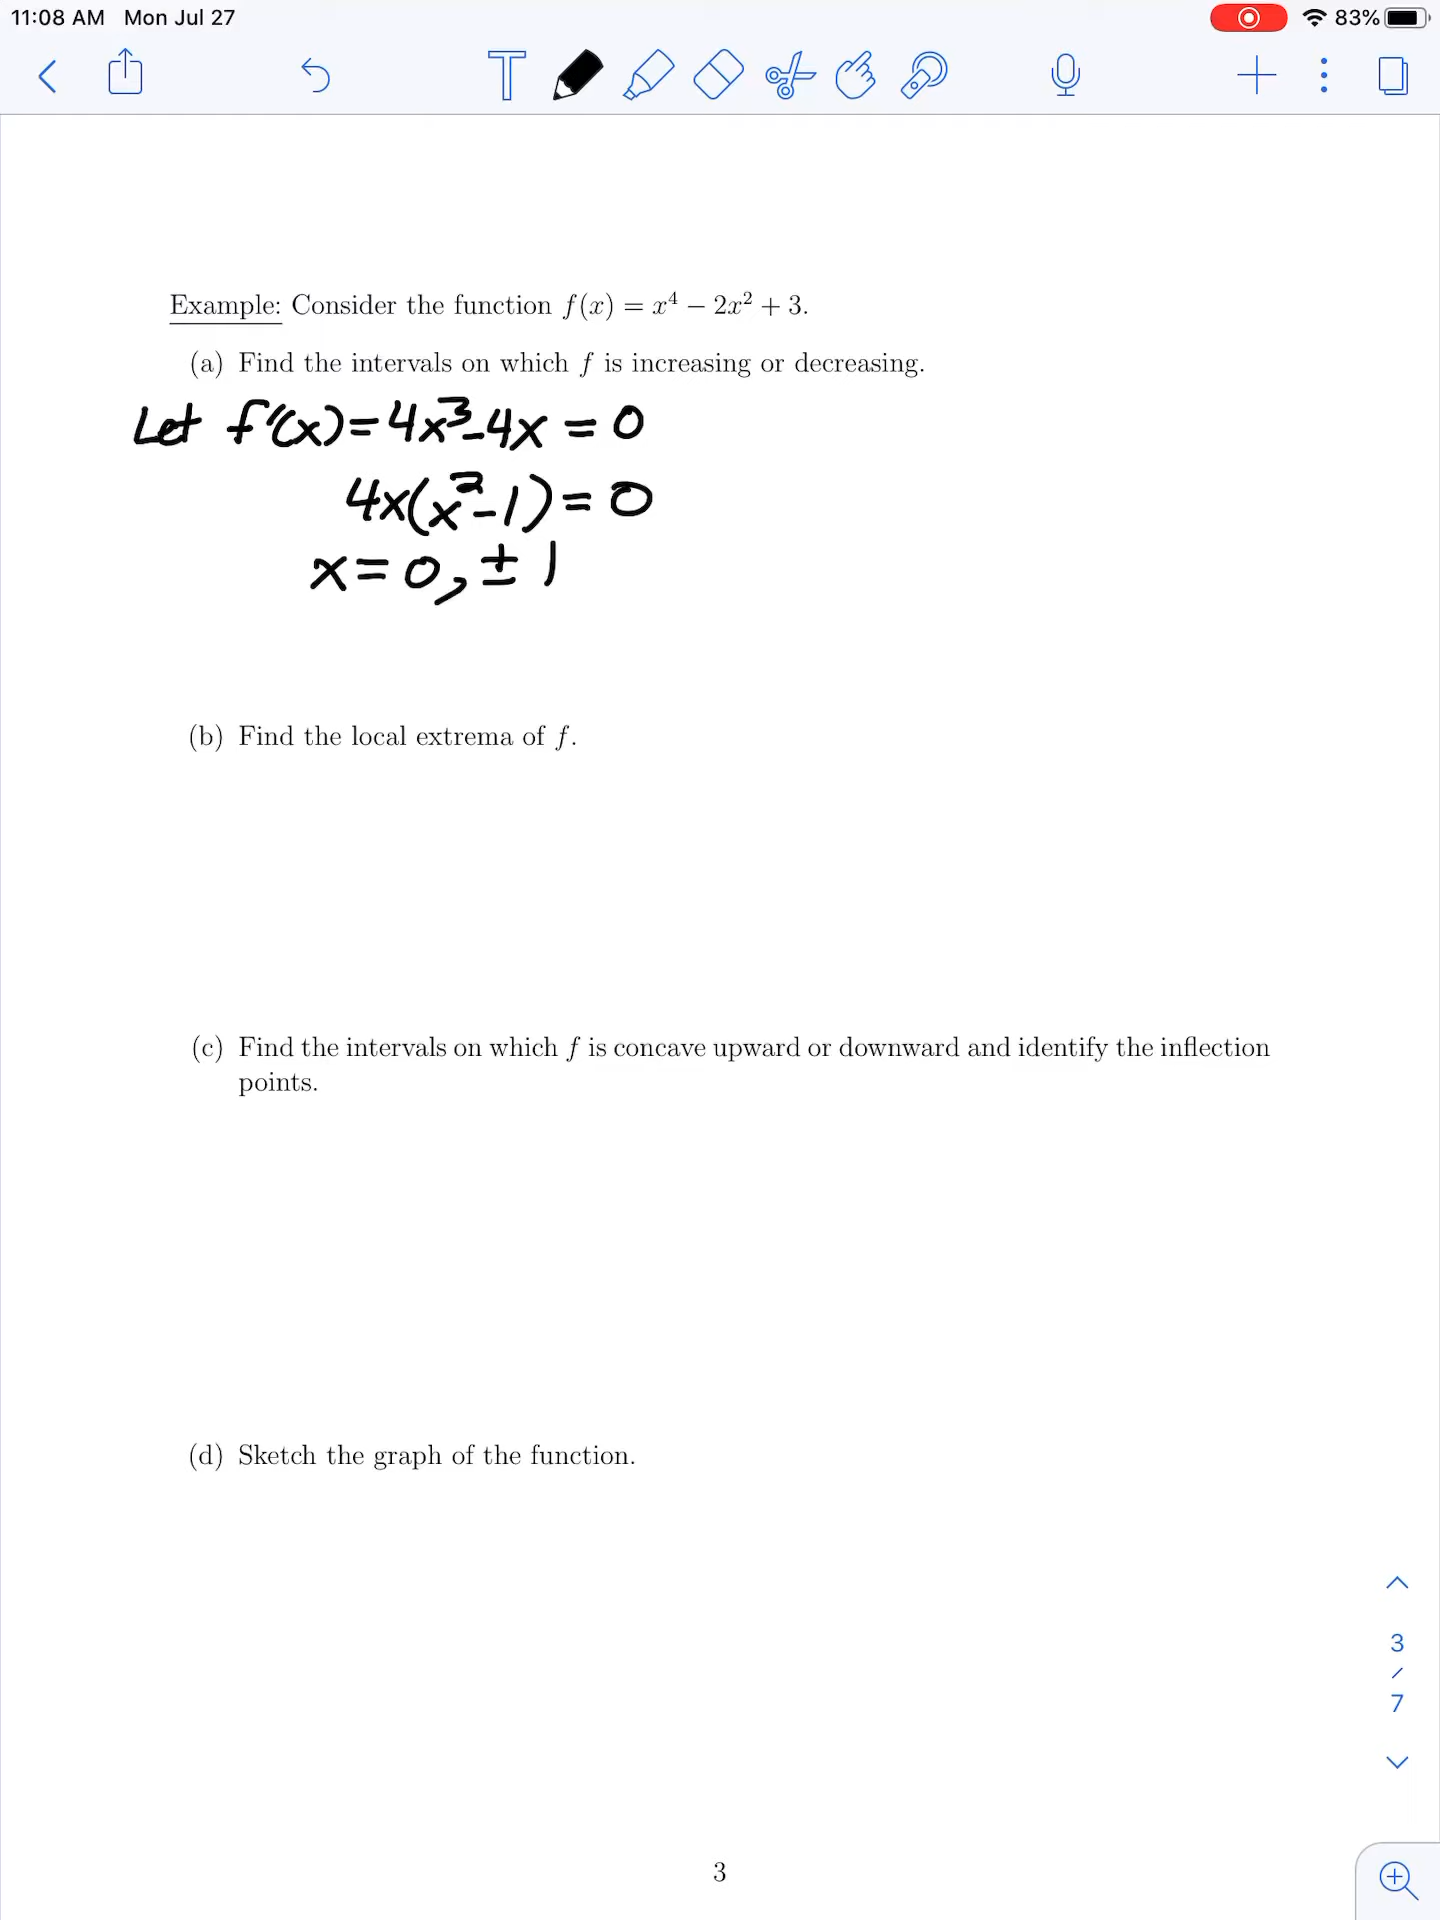 11:08 AM Mon Jul 27 83%
T
Example: Consider the function f(x) = x⁴ − 2x² + 3.
(a) Find the intervals on which f is increasing or decreasing.
Let f'(x)=4x³-4x = 0
4x(x²-1)= 0
x= 0, ± 1
(b) Find the local extrema of f.
(c) Find the intervals on which f is concave upward or downward and identify the inflection
points.
(d) Sketch the graph of the function.
3
/
7
3